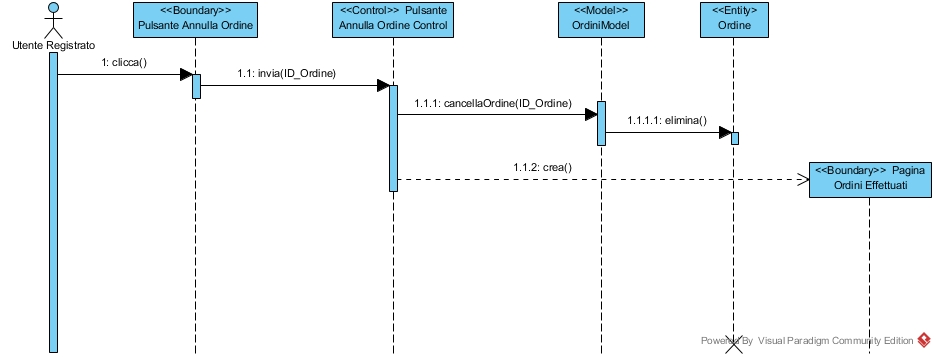 <<Boundary>>
Pulsante Annulla Ordine
<<Control>> Pulsante
Annulla Ordine Control
<<Model>>
OrdiniModel
<<Entity>
Ordine
Utente Registrato
1: clicca()
1.1: invia(ID_Ordine)
1.1.1: cancellaOrdine(ID_Ordine)
1.1.1.1: elimina()
1.1.2: crea()
<<Boundary>> Pagina
Ordini Effettuati
Powered By Visual Paradigm Community Edition